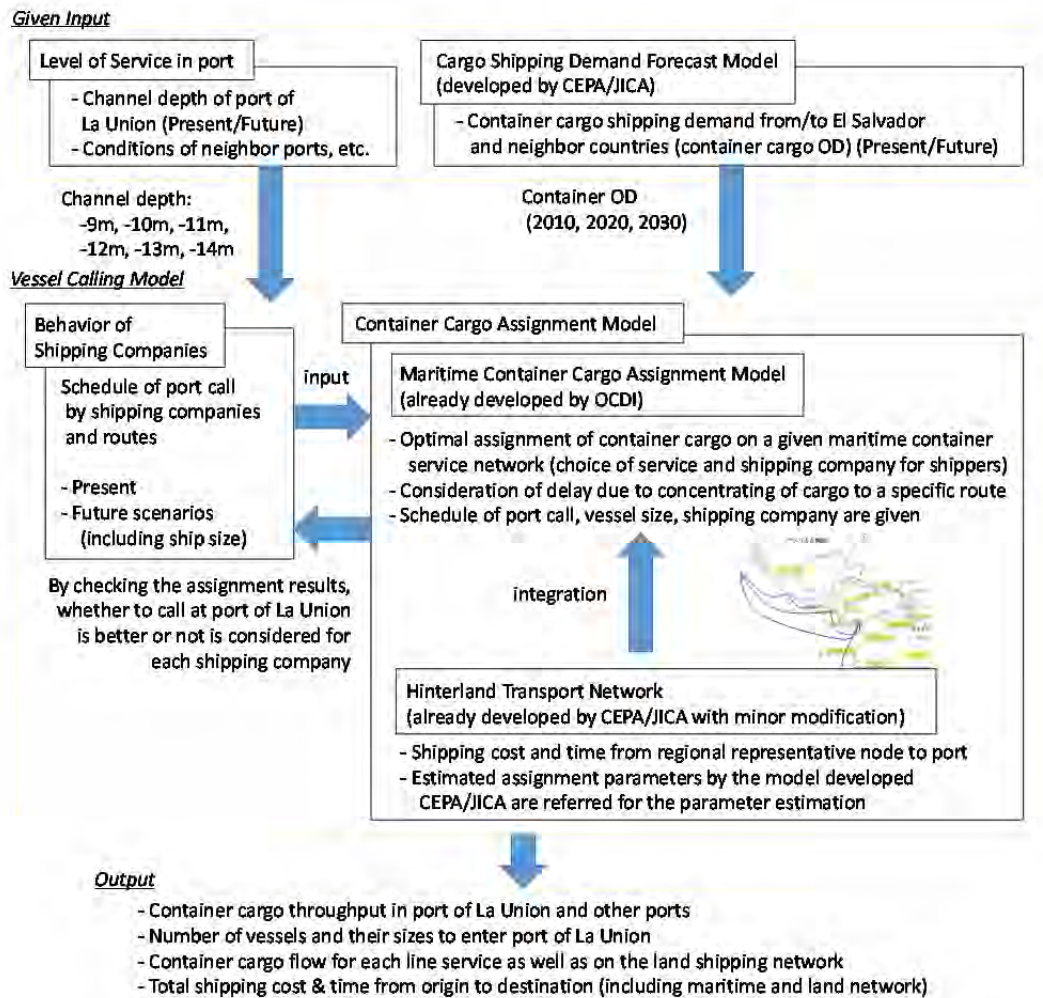 Given Input
Level of Service in port
- Channel depth of port of
La Union (Present/Future)
- Conditions of neighbor ports, etc.
Cargo Shipping Demand Forecast Model
(developed by CEPA/JICA)
- Container cargo shipping demand from/to El Salvador
and neighbor countries (container cargo OD) (Present/Future)
Channel depth:
-9m, -10m, -11m,
-12m, -13m, -14m
Container OD
(2010, 2020, 2030)
Vessel Calling Model
Behavior of
Shipping Companies
Schedule of port call
by shipping companies
and routes
- Present
- Future scenarios
(including ship size)
input
By checking the assignment results,
whether to call at port of La Union
is better or not is considered for
each shipping company
Container Cargo Assignment Model
Maritime Container Cargo Assignment Model
(already developed by OCDI)
- Optimal assignment of container cargo on a given maritime container
service network (choice of service and shipping company for shippers)
- Consideration of delay due to concentrating of cargo to a specific route
- Schedule of port call, vessel size, shipping company are given
integration
Hinterland Transport Network
(already developed by CEPA/JICA with minor modification)
- Shipping cost and time from regional representative node to port
- Estimated assignment parameters by the model developed
CEPA/JICA are referred for the parameter estimation
Output
- Container cargo throughput in port of La Union and other ports
- Number of vessels and their sizes to enter port of La Union
- Container cargo flow for each line service as well as on the land shipping network
- Total shipping cost & time from origin to destination (including maritime and land network)